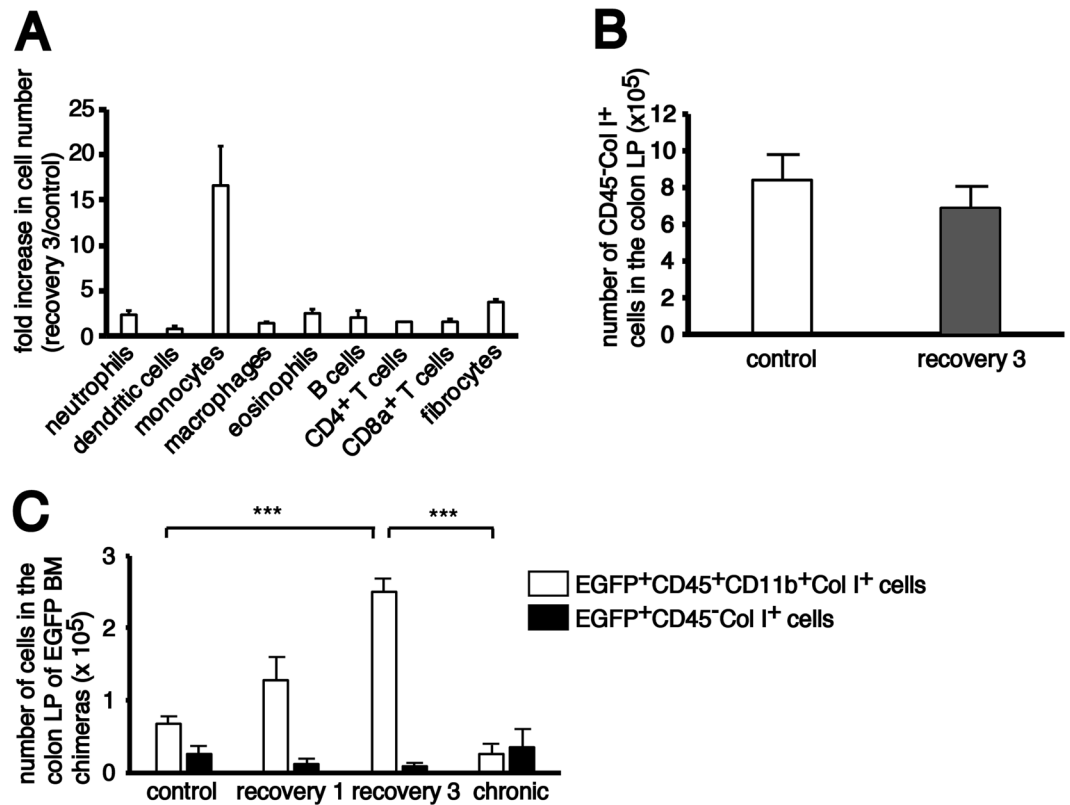 A
fold increase in cell number
(recovery 3/control)
25
20
15
10
5
0
neutrophils
dendritic cells
monocytes
macrophages
eosinophils
B cells
CD4+ T cells
CD8a+ T cells
fibrocytes
B
number of CD45⁻Col I⁺
cells in the colon LP (x10⁵)
12
10
8
6
4
2
0
control
recovery 3
C
number of cells in the
colon LP of EGFP BM
chimeras (x 10⁵)
3
2
1
0
***
***
control
recovery 1
recovery 3
chronic
EGFP⁺CD45⁺CD11b⁺Col I⁺ cells
EGFP⁺CD45⁻Col I⁺ cells